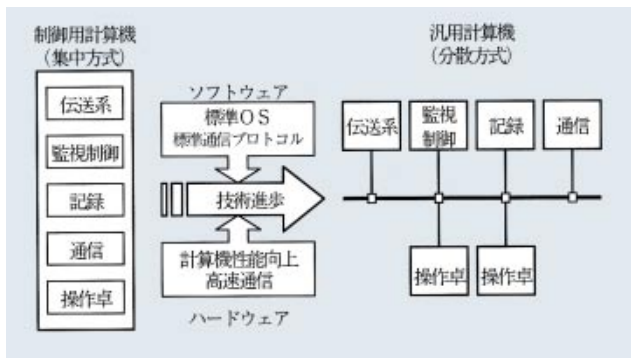 制御用計算機
(集中方式)
伝送系
監視制御
記録
通信
操作卓
ソフトウェア
標準OS
標準通信プロトコル
技術進歩
計算機性能向上
高速通信
ハードウェア
汎用計算機
(分散方式)
伝送系
監視
制御
記録
通信
操作卓
操作卓